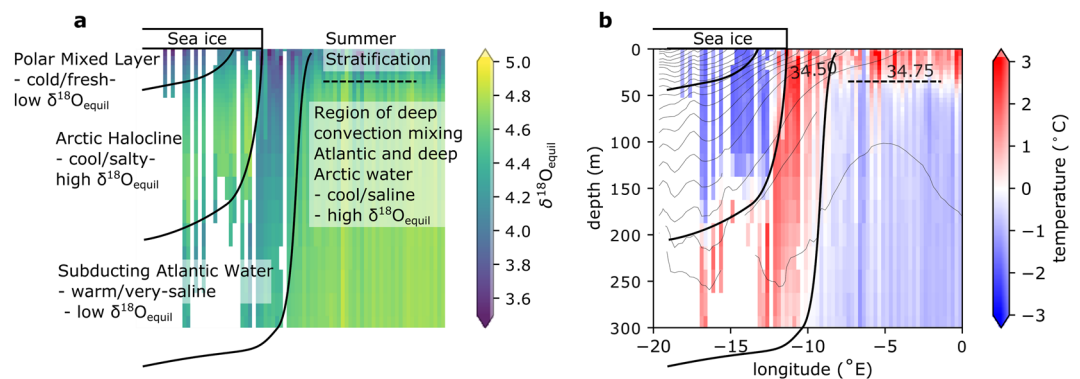 a
Sea ice
Summer
Stratification
Polar Mixed Layer
- cold/fresh-
low δ¹⁸Oequil
Arctic Halocline
- cool/salty-
high δ¹⁸Oequil
Region of deep
convection mixing
Atlantic and deep
Arctic water
- cool/saline
- high δ¹⁸Oequil
Subducting Atlantic Water
- warm/very-saline
- low δ¹⁸Oequil
5.0
4.8
4.6
4.4
4.2
4.0
3.8
3.6
δ¹⁸Oequil
b
Sea ice
34.50
34.75
0
50
100
150
200
250
300
depth (m)
−20
−15
−10
−5
0
longitude (°E)
3
2
1
0
−1
−2
−3
temperature (°C)